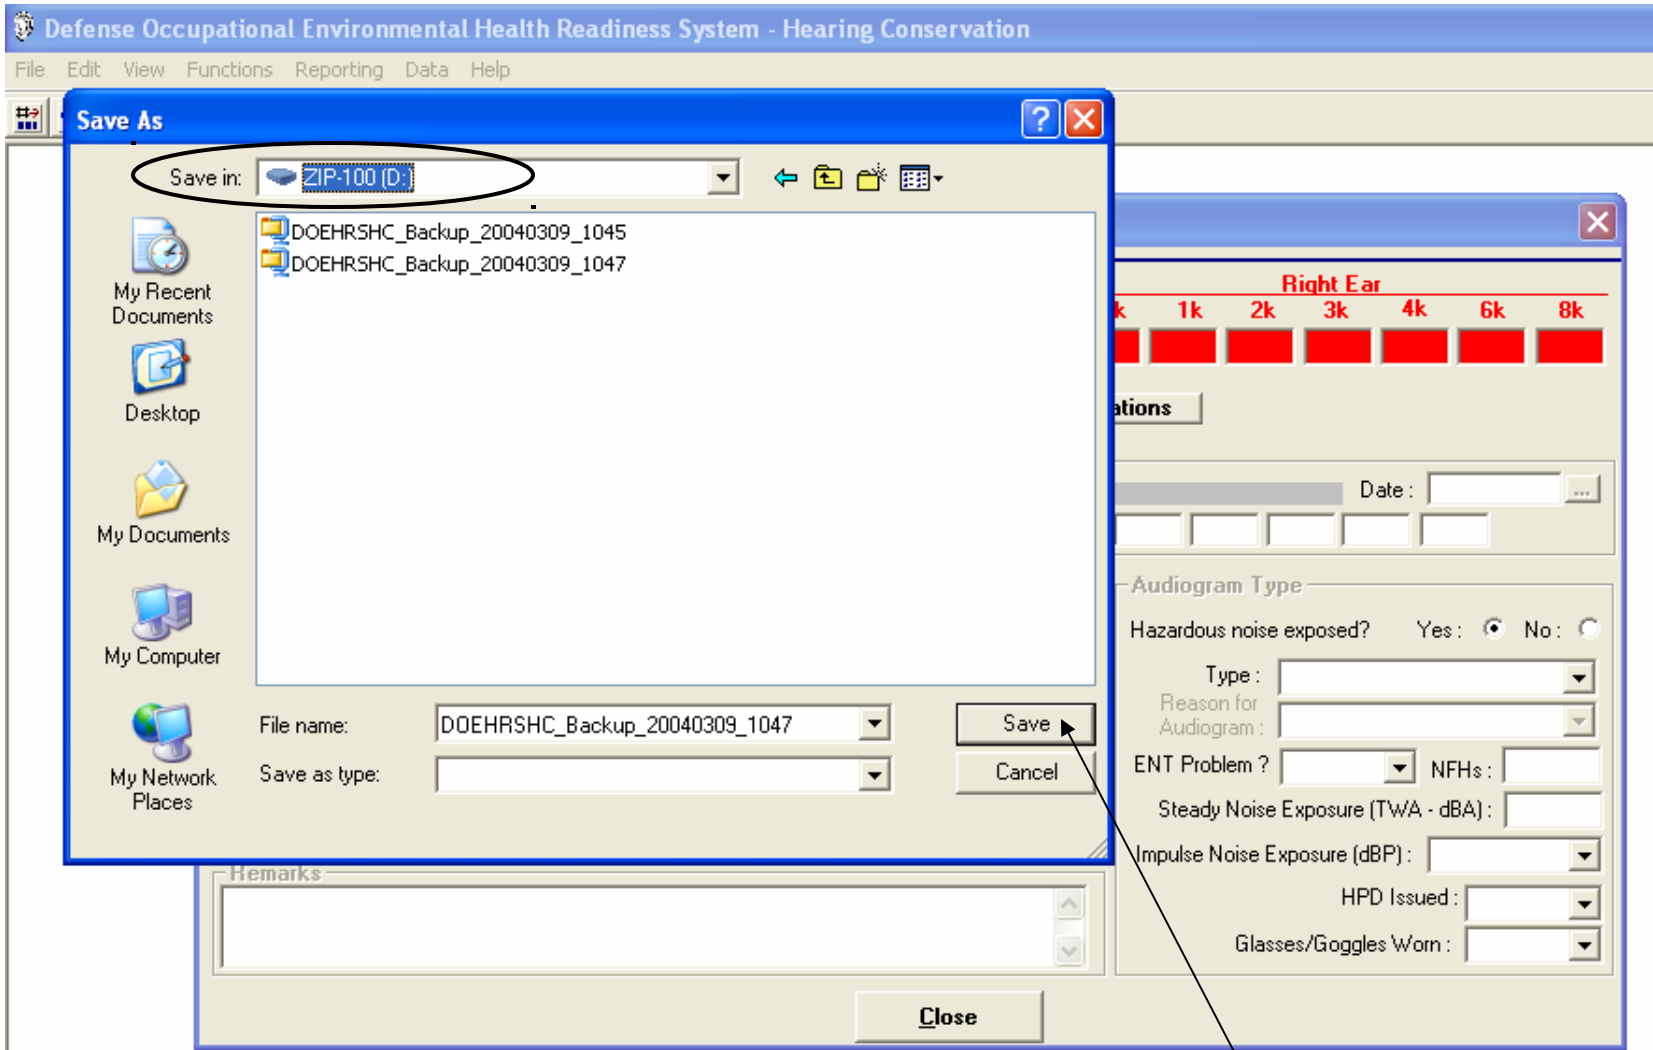 Defense Occupational Environmental Health Readiness System - Hearing Conservation
File Edit View Functions Reporting Data Help
Save As
Save in: ZIP-100 (D:)
DOEHRSHC_Backup_20040309_1045
DOEHRSHC_Backup_20040309_1047
My Recent
Documents
Desktop
My Documents
My Computer
My Network
Places
File name: DOEHRSHC_Backup_20040309_1047 Save
Save as type: Cancel
Right Ear
k 1k 2k 3k 4k 6k 8k
ations
Date : ...
Audiogram Type
Hazardous noise exposed? Yes : No :
Type :
Reason for
Audiogram :
ENT Problem ? NFHs :
Steady Noise Exposure (TWA - dBA) :
Impulse Noise Exposure (dBP) :
HPD Issued :
Glasses/Goggles Worn :
Remarks
Close